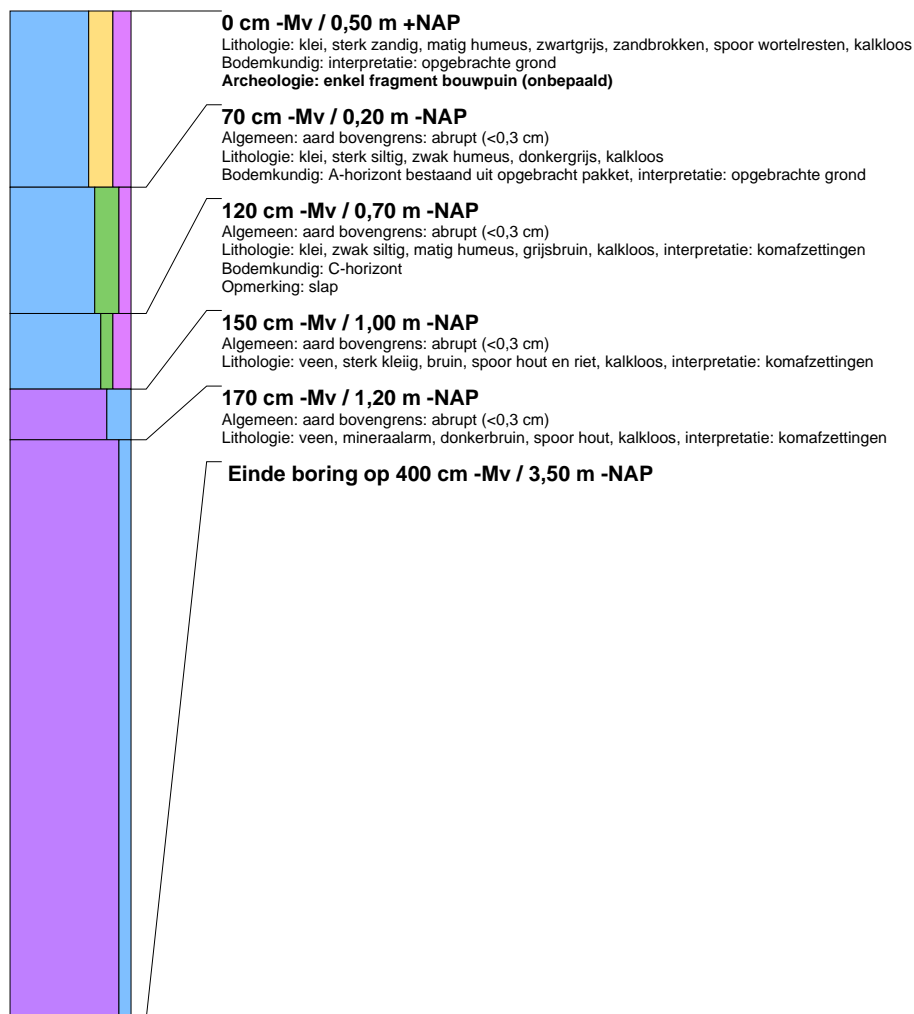 0 cm -Mv / 0,50 m +NAP
Lithologie: klei, sterk zandig, matig humeus, zwartgrijs, zandbrokken, spoor wortelresten, kalkloos
Bodemkundig: interpretatie: opgebrachte grond
Archeologie: enkel fragment bouwpuin (onbepaald)
70 cm -Mv / 0,20 m -NAP
Algemeen: aard bovengrens: abrupt (<0,3 cm)
Lithologie: klei, sterk siltig, zwak humeus, donkergrijs, kalkloos
Bodemkundig: A-horizont bestaand uit opgebracht pakket, interpretatie: opgebrachte grond
120 cm -Mv / 0,70 m -NAP
Algemeen: aard bovengrens: abrupt (<0,3 cm)
Lithologie: klei, zwak siltig, matig humeus, grijsbruin, kalkloos, interpretatie: komafzettingen
Bodemkundig: C-horizont
Opmerking: slap
150 cm -Mv / 1,00 m -NAP
Algemeen: aard bovengrens: abrupt (<0,3 cm)
Lithologie: veen, sterk kleiig, bruin, spoor hout en riet, kalkloos, interpretatie: komafzettingen
170 cm -Mv / 1,20 m -NAP
Algemeen: aard bovengrens: abrupt (<0,3 cm)
Lithologie: veen, mineraalarm, donkerbruin, spoor hout, kalkloos, interpretatie: komafzettingen
Einde boring op 400 cm -Mv / 3,50 m -NAP